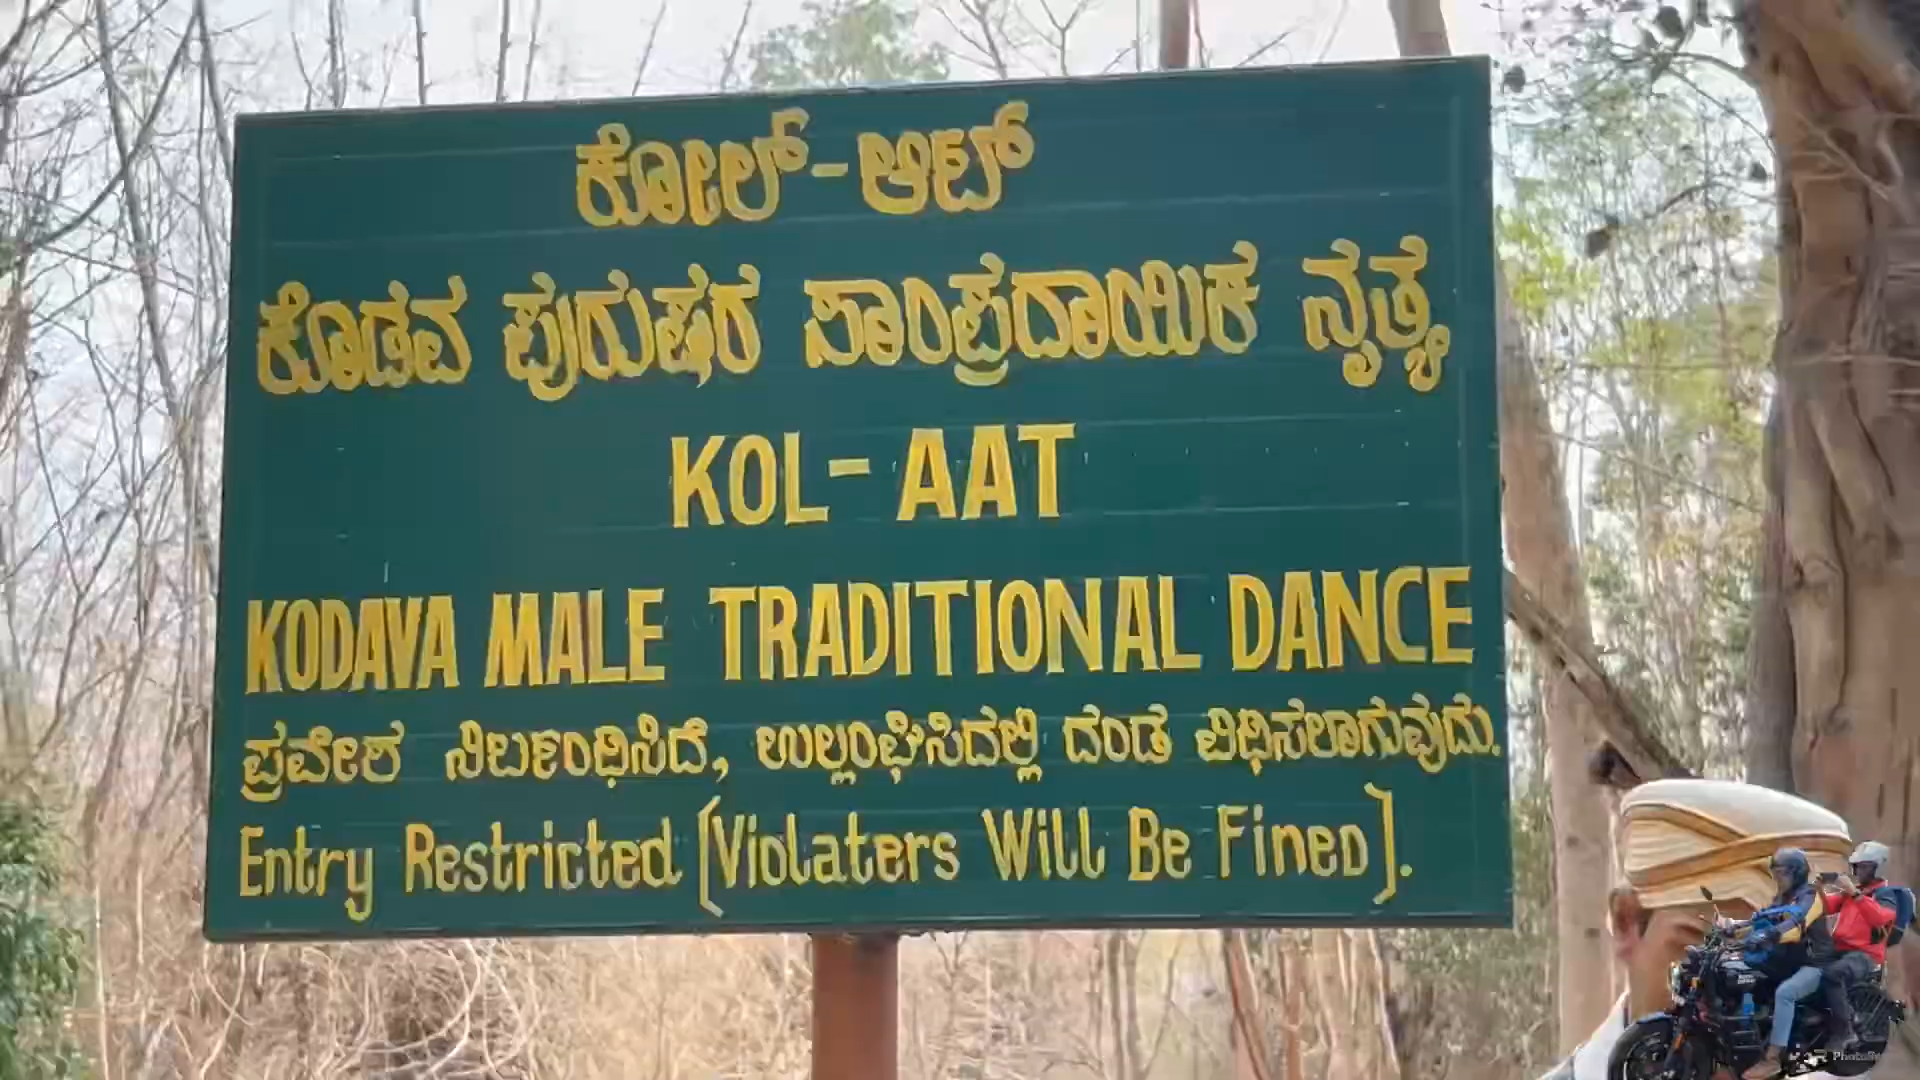 ಕೋಲ್-ಆಟ್
ಕೊಡವ ಪುರುಷರ ಸಾಂಪ್ರದಾಯಿಕ ನೃತ್ಯ
KOL-AAT
KODAVA MALE TRADITIONAL DANCE
ಪ್ರವೇಶ ನಿರ್ಬಂಧಿಸಿದೆ, ಉಲ್ಲಂಘಿಸಿದಲ್ಲಿ ದಂಡ ವಿಧಿಸಲಾಗುವುದು.
Entry Restricted (Violaters Will Be Fined).